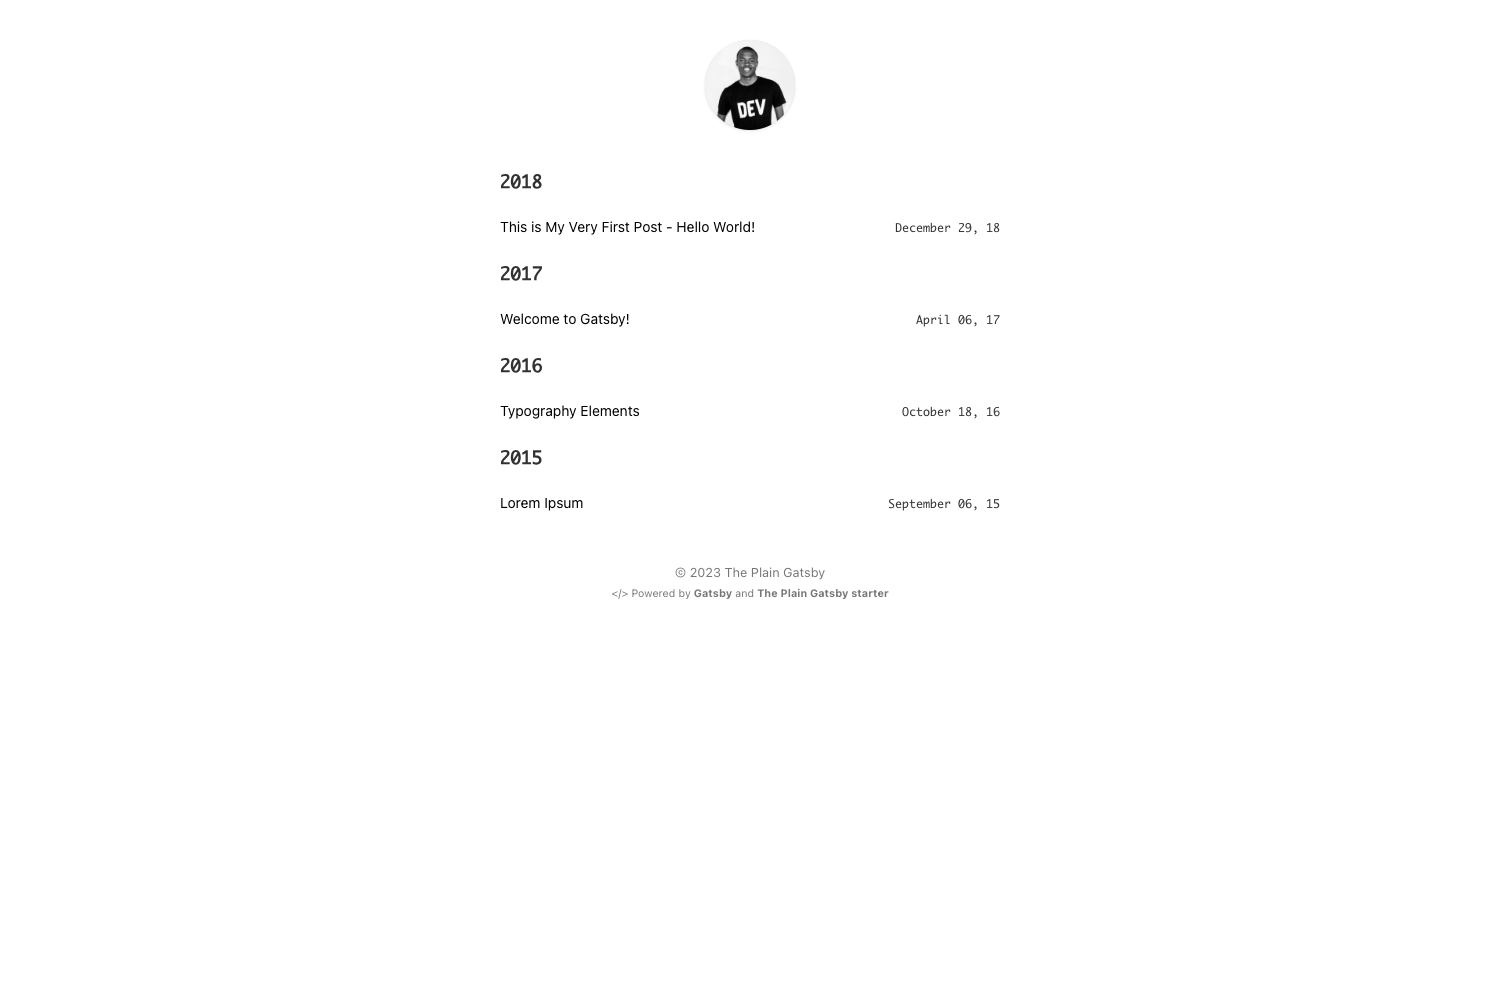 DEV
2018
This is My Very First Post - Hello World! December 29, 18
2017
Welcome to Gatsby! April 06, 17
2016
Typography Elements October 18, 16
2015
Lorem Ipsum September 06, 15
© 2023 The Plain Gatsby
</> Powered by Gatsby and The Plain Gatsby starter